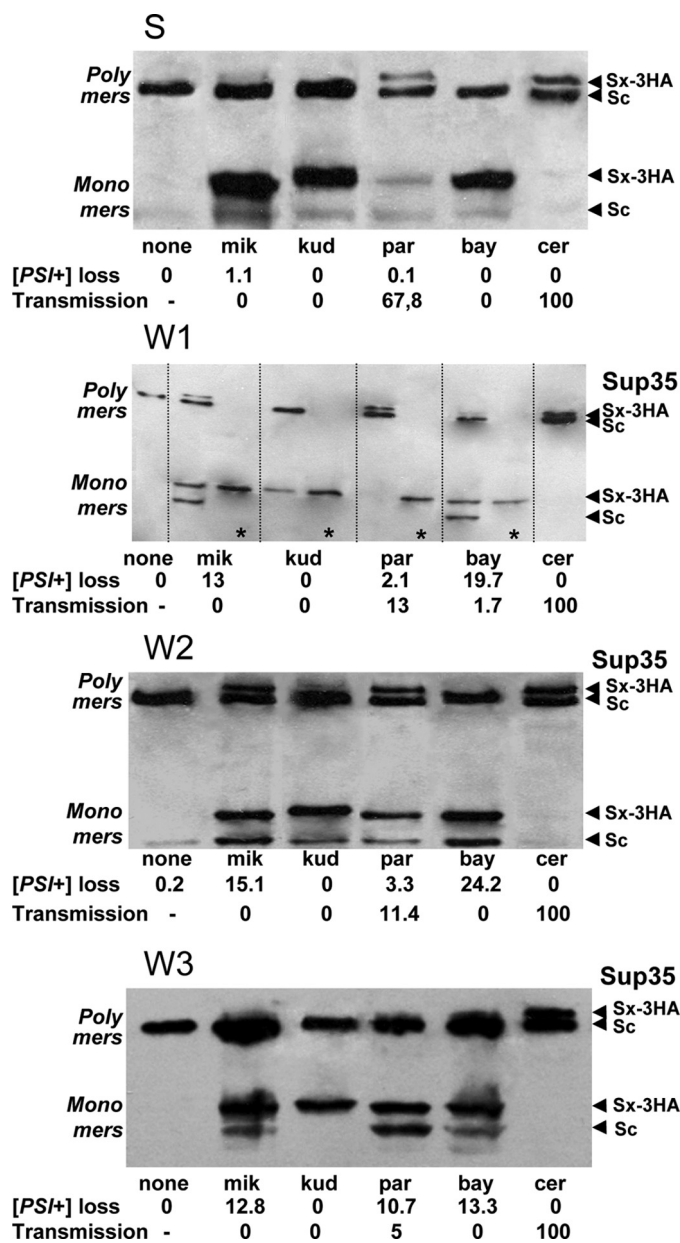 S
Poly
mers
Sx-3HA
Sc
Mono
mers
Sx-3HA
Sc
none mik kud par bay cer
[PSI+] loss 0 1.1 0 0.1 0 0
Transmission - 0 0 67,8 0 100
W1
Sup35
Poly
mers
Sx-3HA
Sc
Mono
mers
Sx-3HA
Sc
* * * *
none mik kud par bay cer
[PSI+] loss 0 13 0 2.1 19.7 0
Transmission - 0 0 13 1.7 100
W2
Sup35
Poly
mers
Sx-3HA
Sc
Mono
mers
Sx-3HA
Sc
none mik kud par bay cer
[PSI+] loss 0.2 15.1 0 3.3 24.2 0
Transmission - 0 0 11.4 0 100
W3
Sup35
Poly
mers
Sx-3HA
Sc
Mono
mers
Sx-3HA
Sc
none mik kud par bay cer
[PSI+] loss 0 12.8 0 10.7 13.3 0
Transmission - 0 0 5 0 100